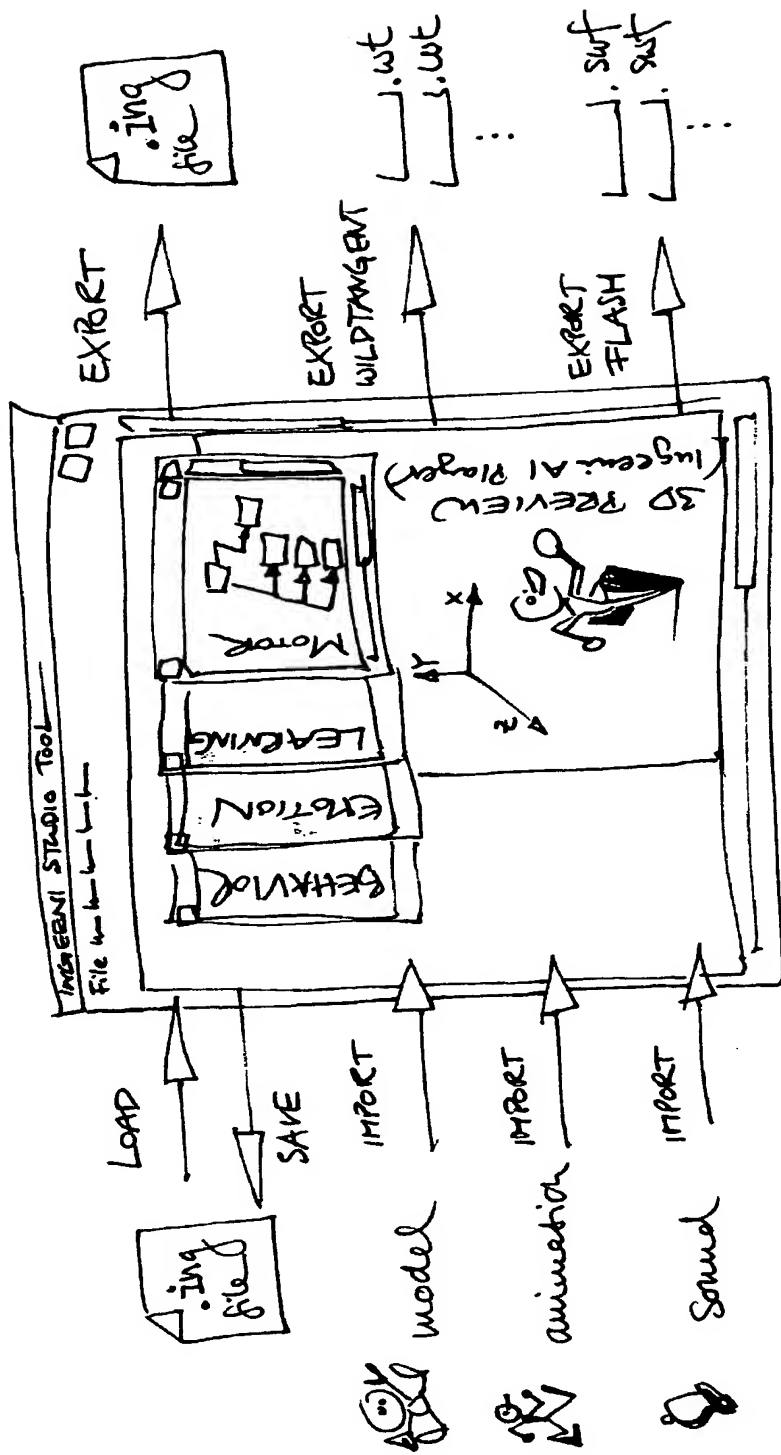 .ing
file
LOAD
SAVE
model
IMPORT
animation
IMPORT
Sound
IMPORT
INGEENI STUDIO TOOL
File
BEHAVIOR
EMOTION
LEARNING
MOTOR
Y
X
Z
3D PREVIEW
(Ingeeni AI Player)
EXPORT
.ing
file
EXPORT
WILDTANGENT
.wt
.wt
...
EXPORT
FLASH
.swf
.swf
...